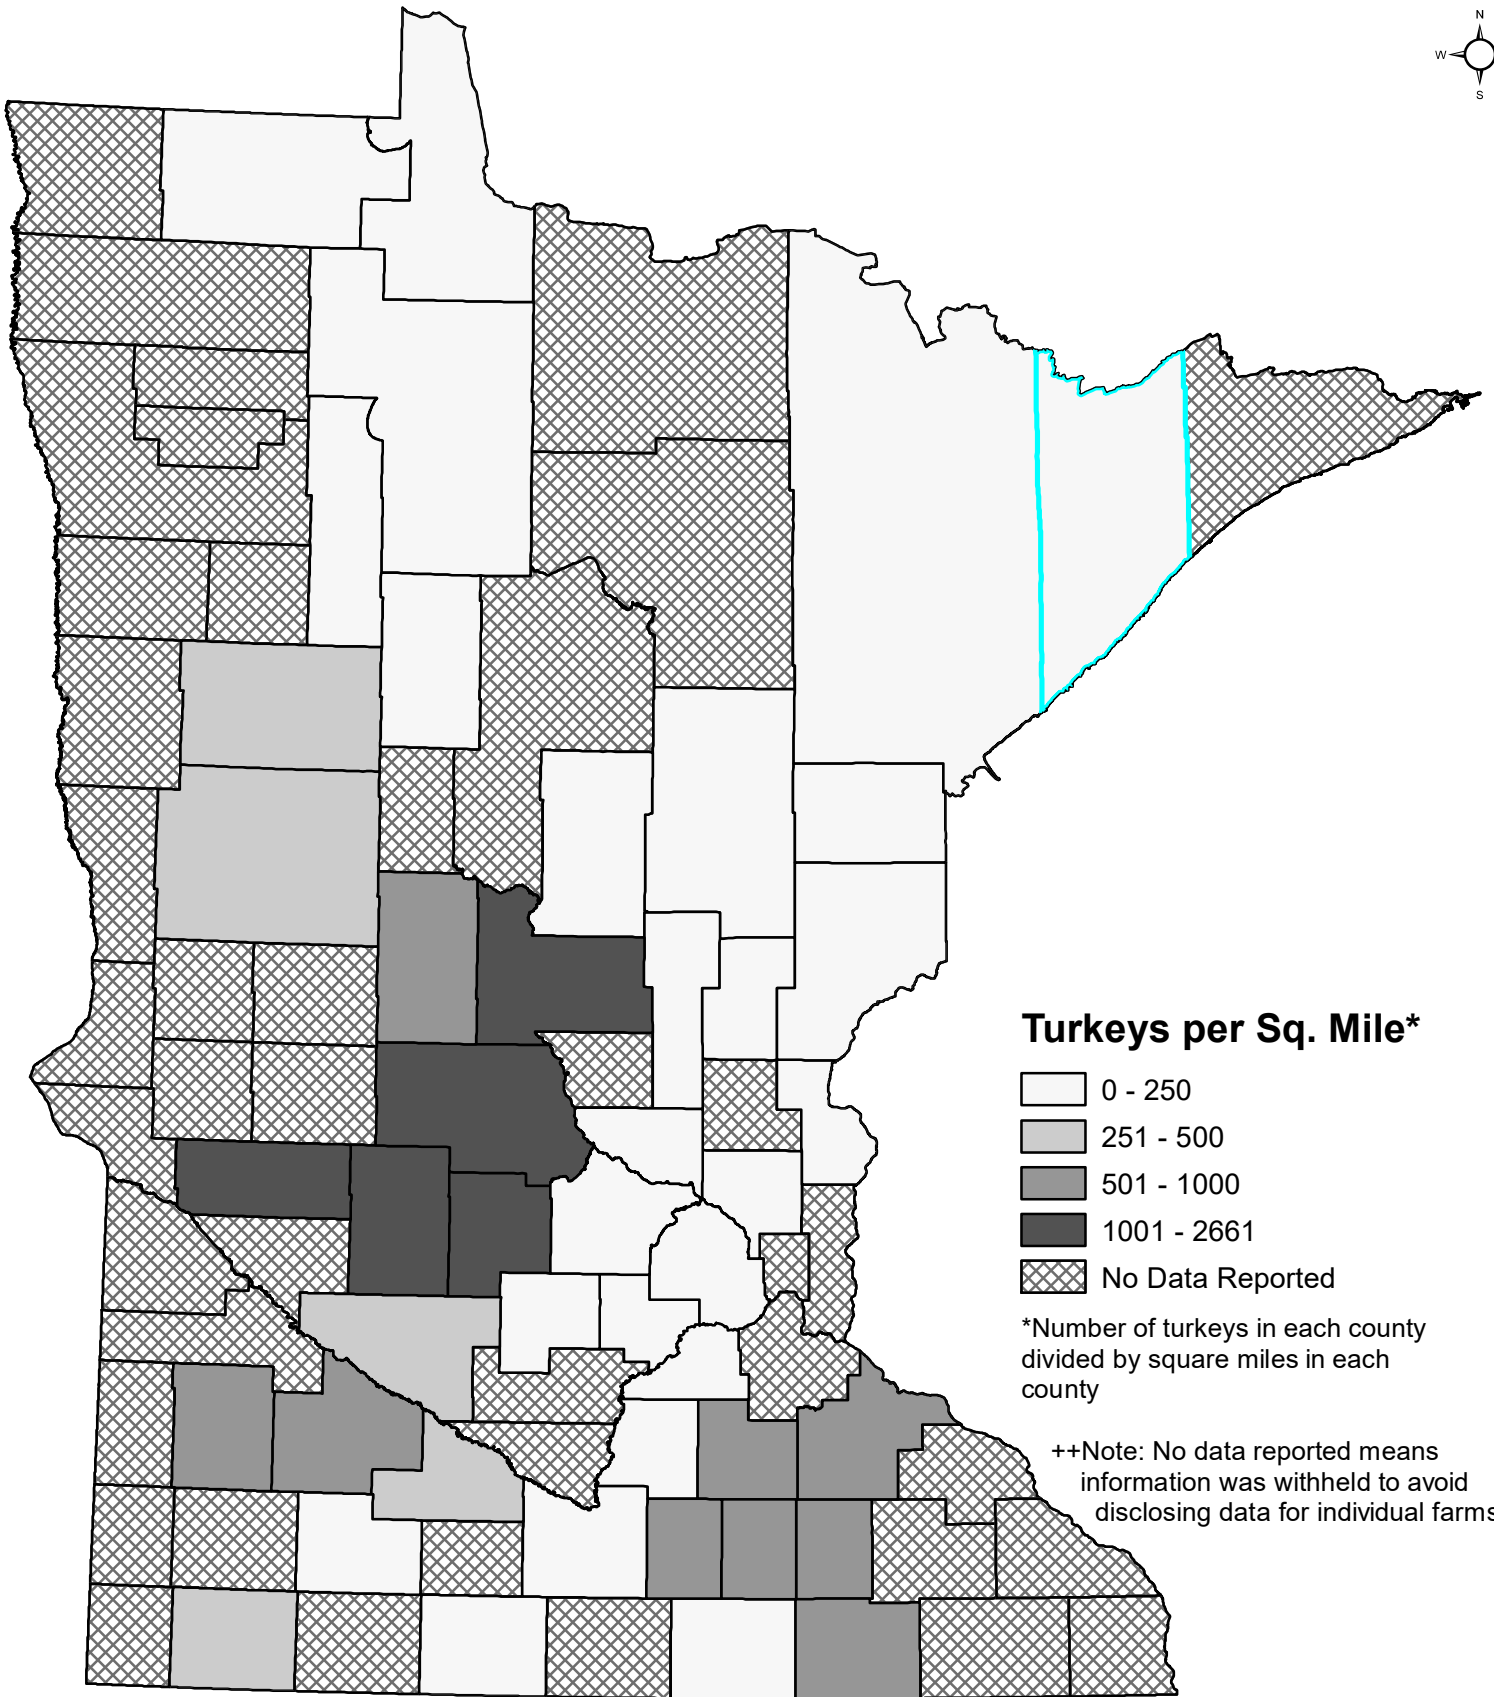 N
W
S
Turkeys per Sq. Mile*
0 - 250
251 - 500
501 - 1000
1001 - 2661
No Data Reported
*Number of turkeys in each county
divided by square miles in each
county
++Note: No data reported means
information was withheld to avoid
disclosing data for individual farms